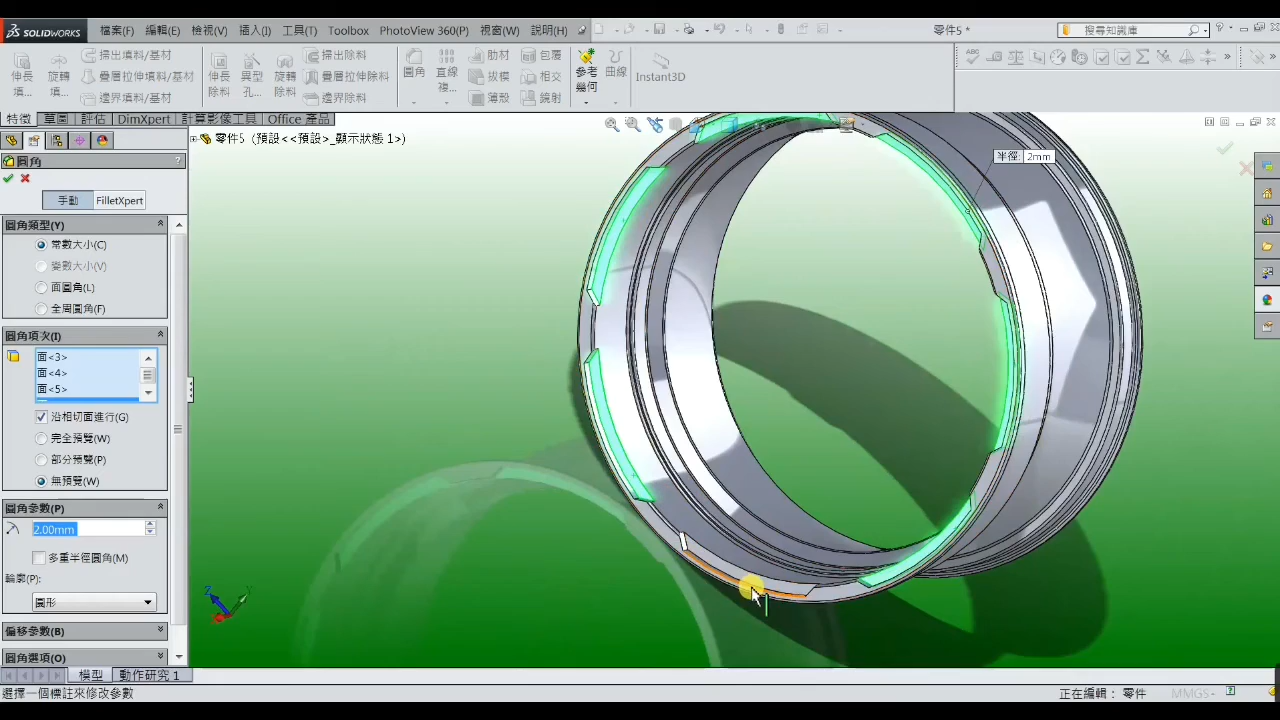 SOLIDWORKS 檔案(F) 編輯(E) 檢視(V) 插入(I) 工具(T) Toolbox PhotoView 360(P) 視窗(W) 說明(H) 零件5 * 搜尋知識庫
伸長填... 旋轉填... 掃出填料/基材 疊層拉伸填料/基材 邊界填料/基材 伸長除料 異型孔... 旋轉除料 掃出除料 疊層拉伸除料 邊界除料 圓角 直線複... 肋材 拔模 薄殼 包覆 相交 鏡射 參考幾何 曲線 Instant3D
特徵 草圖 評估 DimXpert 計算影像工具 Office 產品
零件5 (預設<<預設>_顯示狀態 1>)
圓角 ?
手動 FilletXpert
圓角類型(Y)
常數大小(C)
變數大小(V)
面圓角(L)
全周圓角(F)
圓角項次(I)
面<3>
面<4>
面<5>
沿相切面進行(G)
完全預覽(W)
部分預覽(P)
無預覽(W)
圓角參數(P)
2.00mm
多重半徑圓角(M)
輪廓(P):
圓形
偏移參數(B)
圓角選項(O)
半徑: 2mm
模型 動作研究 1
選擇一個標註來修改參數 正在編輯： 零件 MMGS